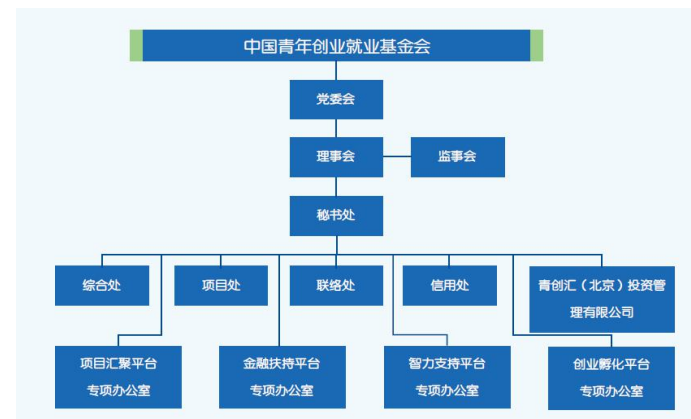 中国青年创业就业基金会
党委会
理事会
监事会
秘书处
综合处
项目处
联络处
信用处
青创汇（北京）投资管
理有限公司
项目汇聚平台
专项办公室
金融扶持平台
专项办公室
智力支持平台
专项办公室
创业孵化平台
专项办公室